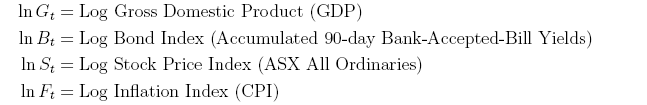 ln G_t = Log Gross Domestic Product (GDP)
ln B_t = Log Bond Index (Accumulated 90-day Bank-Accepted-Bill Yields)
ln S_t = Log Stock Price Index (ASX All Ordinaries)
ln F_t = Log Inflation Index (CPI)